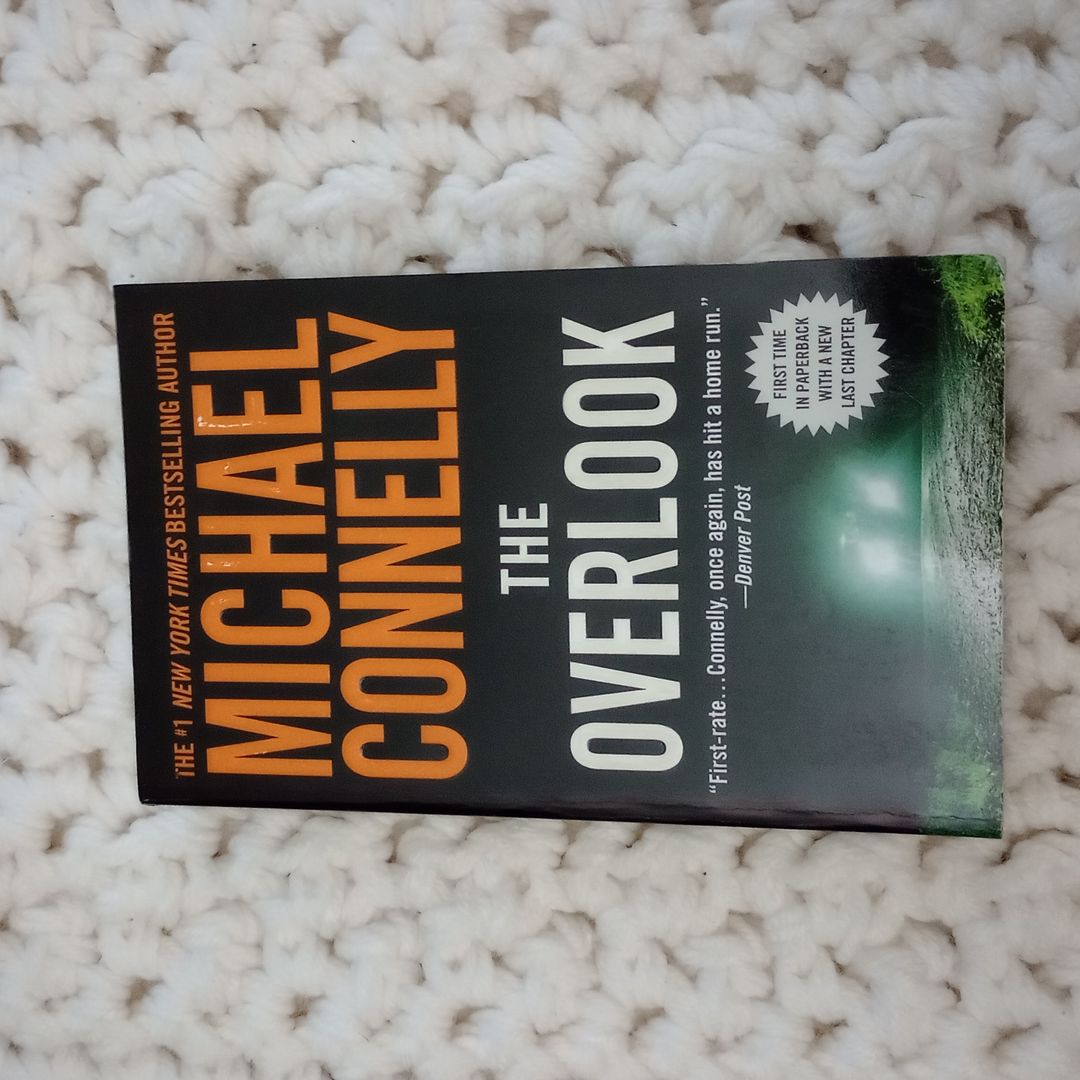 THE #1 NEW YORK TIMES BESTSELLING AUTHOR
MICHAEL
CONNELLY
THE
OVERLOOK
“First-rate...Connelly, once again, has hit a home run.”
—Denver Post
FIRST TIME
IN PAPERBACK
WITH A NEW
LAST CHAPTER